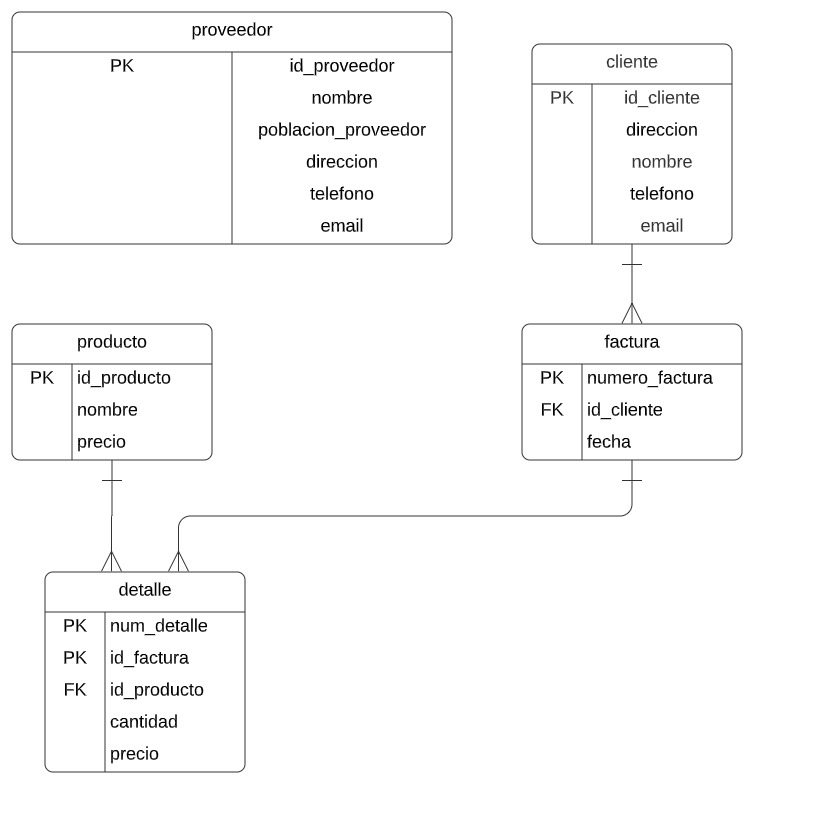 proveedor
PK id_proveedor
nombre
poblacion_proveedor
direccion
telefono
email
cliente
PK id_cliente
direccion
nombre
telefono
email
producto
PK id_producto
nombre
precio
factura
PK numero_factura
FK id_cliente
fecha
detalle
PK num_detalle
PK id_factura
FK id_producto
cantidad
precio